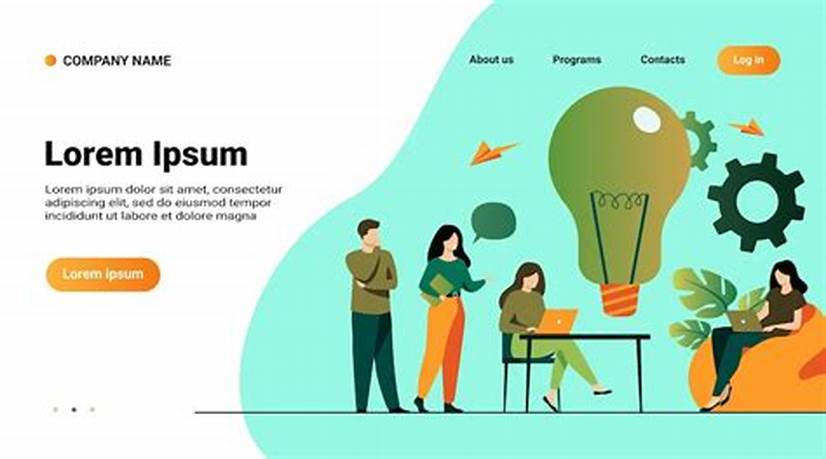 COMPANY NAME
About us
Programs
Contacts
Log in
Lorem Ipsum
Lorem ipsum dolor sit amet, consectetur
adipiscing elit, sed do eiusmod tempor
incididunt ut labore et dolore magna
Lorem ipsum